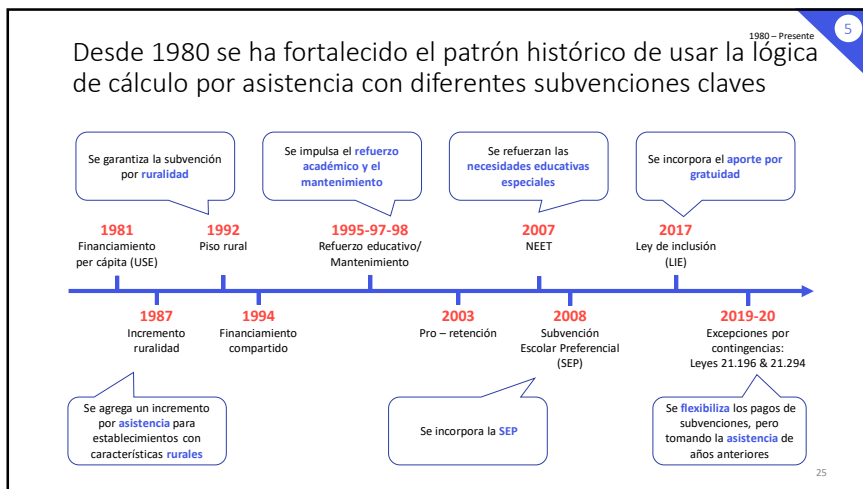 1980 – Presente
5
Desde 1980 se ha fortalecido el patrón histórico de usar la lógica
de cálculo por asistencia con diferentes subvenciones claves
Se garantiza la subvención
por ruralidad
Se impulsa el refuerzo
académico y el
mantenimiento
Se refuerzan las
necesidades educativas
especiales
Se incorpora el aporte por
gratuidad
1981
Financiamiento
per cápita (USE)
1992
Piso rural
1995-97-98
Refuerzo educativo/
Mantenimiento
2007
NEET
2017
Ley de inclusión
(LIE)
1987
Incremento
ruralidad
1994
Financiamiento
compartido
2003
Pro – retención
2008
Subvención
Escolar Preferencial
(SEP)
2019-20
Excepciones por
contingencias:
Leyes 21.196 & 21.294
Se agrega un incremento
por asistencia para
establecimientos con
características rurales
Se incorpora la SEP
Se flexibiliza los pagos de
subvenciones, pero
tomando la asistencia de
años anteriores
25